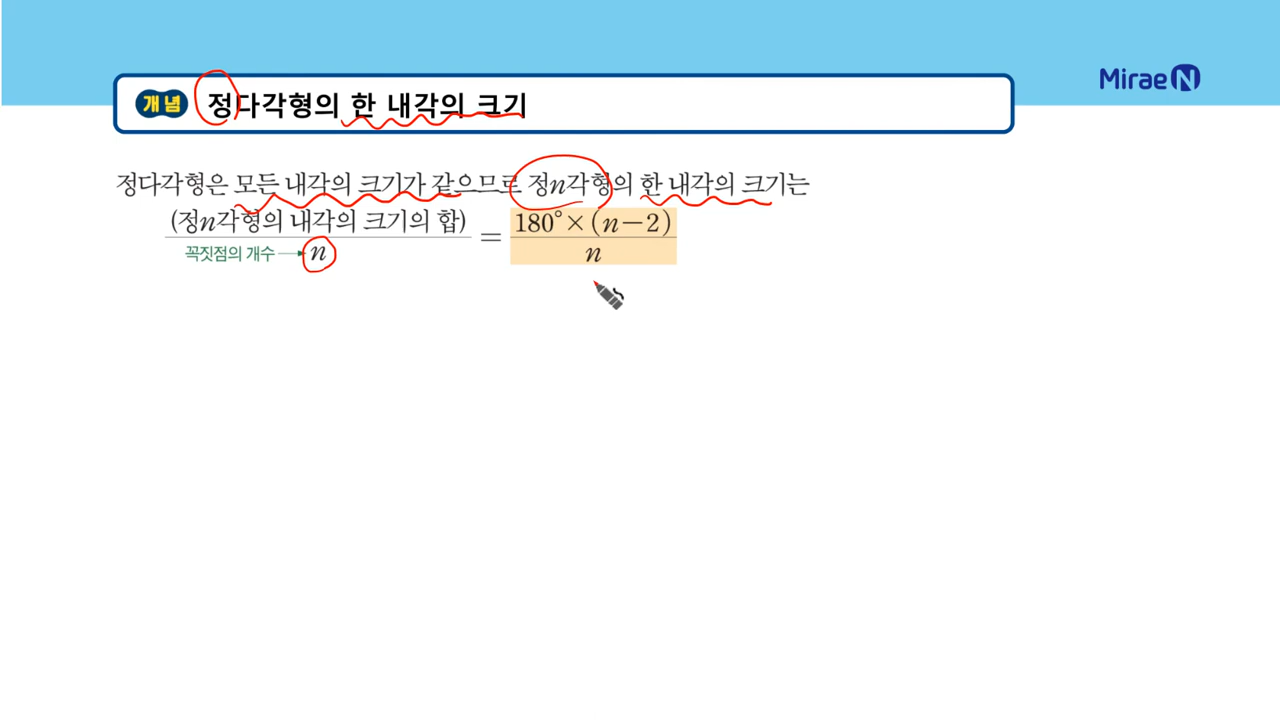 Mirae N
개념 정다각형의 한 내각의 크기
정다각형은 모든 내각의 크기가 같으므로 정n각형의 한 내각의 크기는
(정n각형의 내각의 크기의 합)
꼭짓점의 개수 → n
=
180°×(n−2)
n